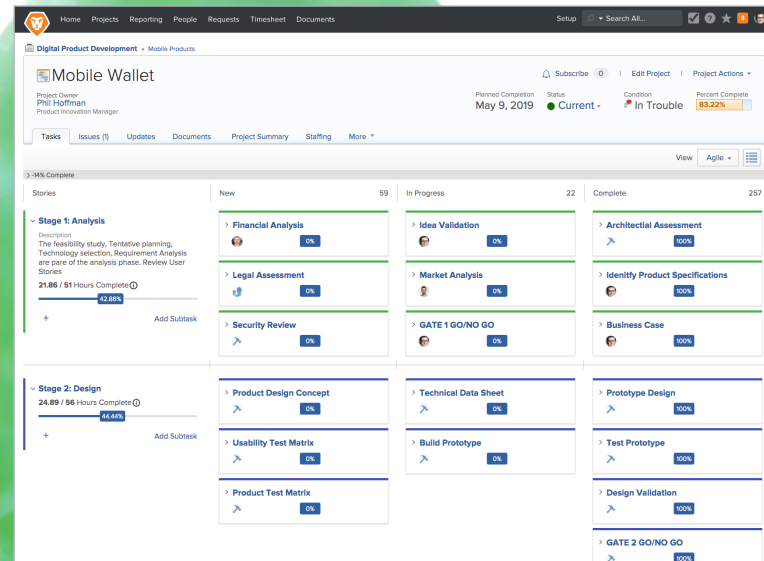 Home Projects Reporting People Requests Timesheet Documents Setup Search All... 8
Digital Product Development › Mobile Products
Mobile Wallet
Subscribe 0 | Edit Project | Project Actions
Project Owner
Phil Hoffman
Product Innovation Manager
Planned Completion Status Condition Percent Complete
May 9, 2019 Current In Trouble 83.22%
Tasks Issues (1) Updates Documents Project Summary Staffing More
View Agile
> -14% Complete
Stories New 59 In Progress 22 Complete 257
Stage 1: Analysis
Description
The feasibility study, Tentative planning,
Technology selection, Requirement Analysis
are pare of the analysis phase. Review User
Stories
21.86 / 51 Hours Complete
42.86%
+ Add Subtask
> Financial Analysis
0%
> Legal Assessment
0%
> Security Review
0%
> Idea Validation
0%
> Market Analysis
0%
> GATE 1 GO/NO GO
0%
> Architectial Assessment
100%
> Idenitfy Product Specifications
100%
> Business Case
100%
Stage 2: Design
24.89 / 56 Hours Complete
44.44%
+ Add Subtask
> Product Design Concept
0%
> Usability Test Matrix
0%
> Product Test Matrix
0%
> Technical Data Sheet
0%
> Build Prototype
0%
> Prototype Design
100%
> Test Prototype
100%
> Design Validation
100%
> GATE 2 GO/NO GO
100%